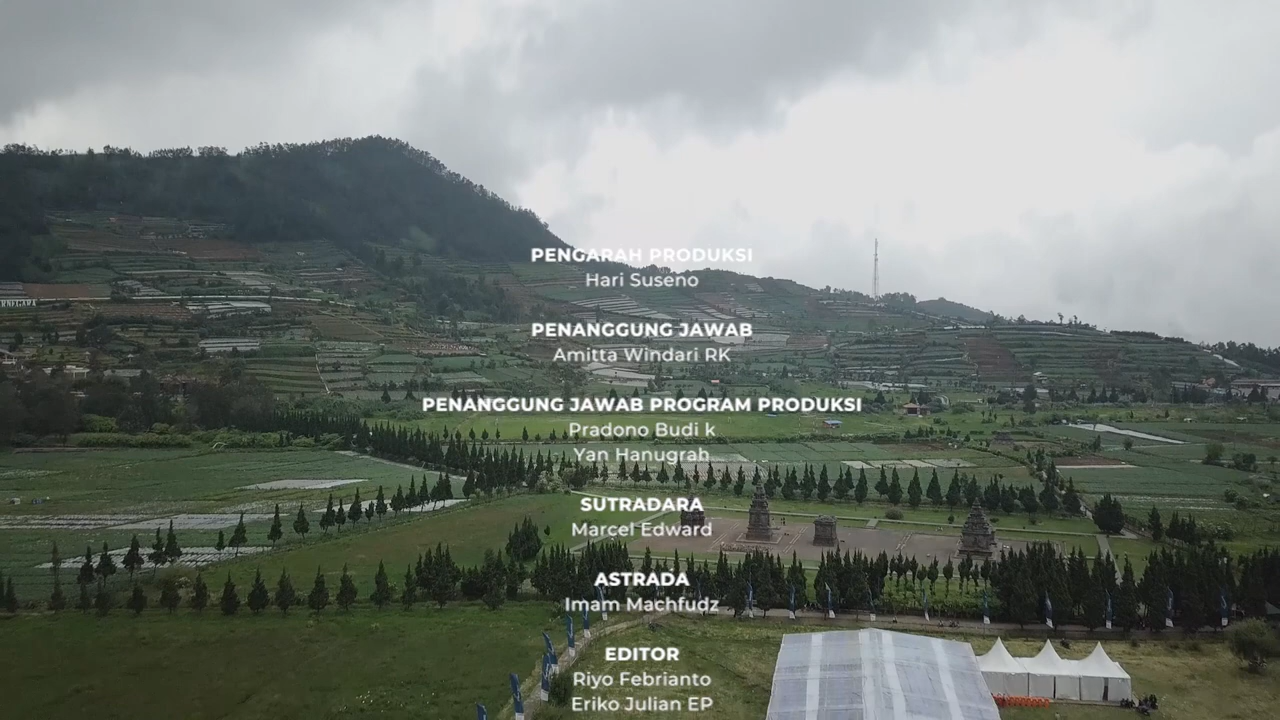 PENGARAH PRODUKSI
Hari Suseno
PENANGGUNG JAWAB
Amitta Windari RK
PENANGGUNG JAWAB PROGRAM PRODUKSI
Pradono Budi k
Yan Hanugrah
SUTRADARA
Marcel Edward
ASTRADA
Imam Machfudz
EDITOR
Riyo Febrianto
Eriko Julian EP